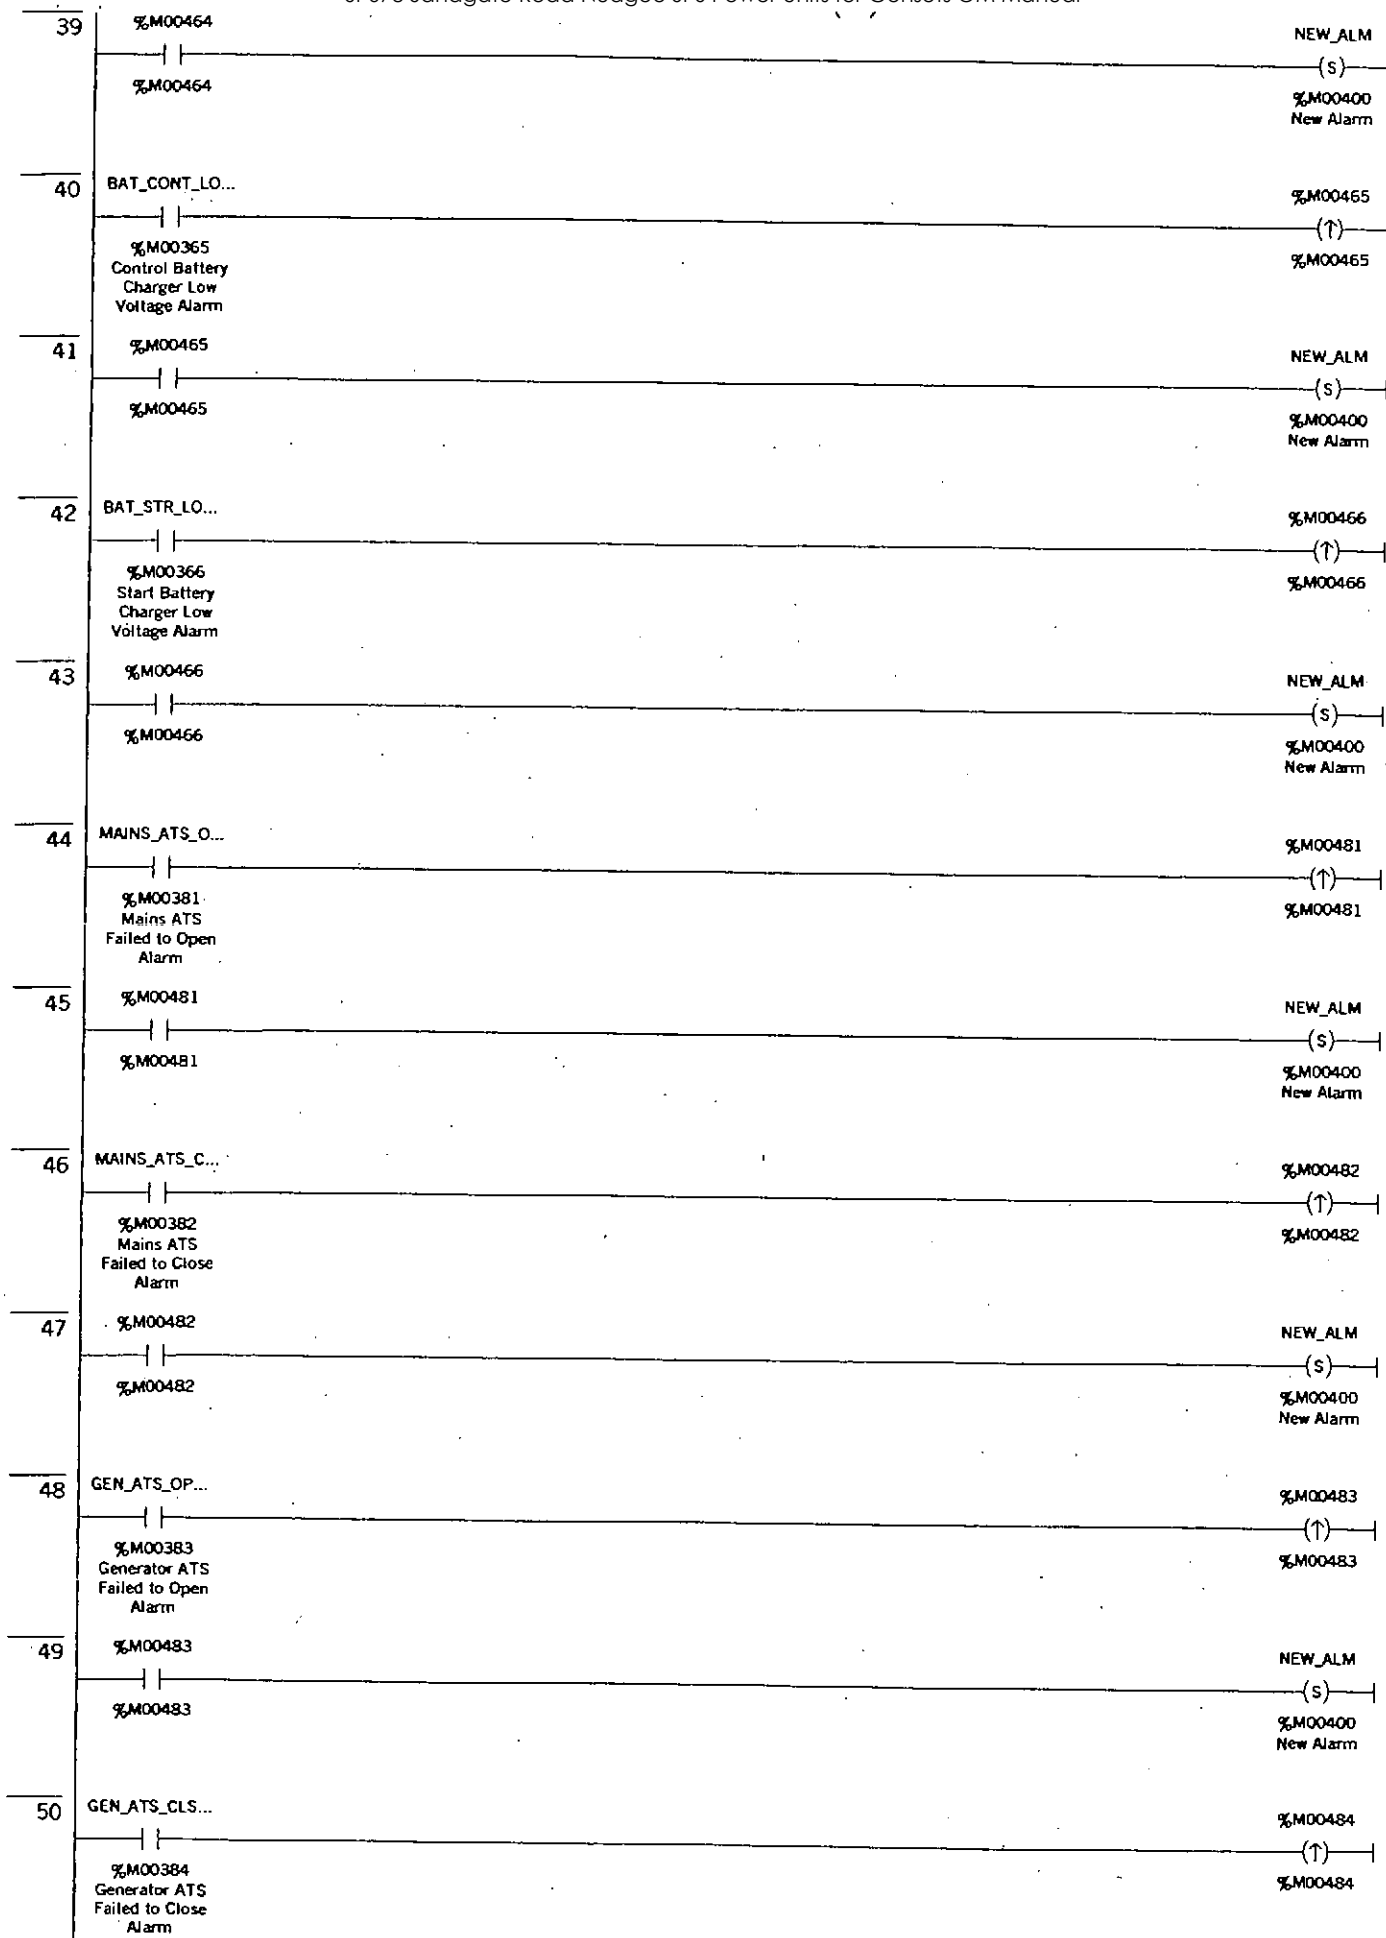 39
%M00464
NEW_ALM
(S)
%M00464
%M00400
New Alarm
40
BAT_CONT_LO...
%M00465
(↑)
%M00365
Control Battery
Charger Low
Voltage Alarm
%M00465
41
%M00465
NEW_ALM
(S)
%M00465
%M00400
New Alarm
42
BAT_STR_LO...
%M00466
(↑)
%M00366
Start Battery
Charger Low
Voltage Alarm
%M00466
43
%M00466
NEW_ALM
(S)
%M00466
%M00400
New Alarm
44
MAINS_ATS_O...
%M00481
(↑)
%M00381
Mains ATS
Failed to Open
Alarm
%M00481
45
%M00481
NEW_ALM
(S)
%M00481
%M00400
New Alarm
46
MAINS_ATS_C...
%M00482
(↑)
%M00382
Mains ATS
Failed to Close
Alarm
%M00482
47
%M00482
NEW_ALM
(S)
%M00482
%M00400
New Alarm
48
GEN_ATS_OP...
%M00483
(↑)
%M00383
Generator ATS
Failed to Open
Alarm
%M00483
49
%M00483
NEW_ALM
(S)
%M00483
%M00400
New Alarm
50
GEN_ATS_CLS...
%M00484
(↑)
%M00384
Generator ATS
Failed to Close
Alarm
%M00484